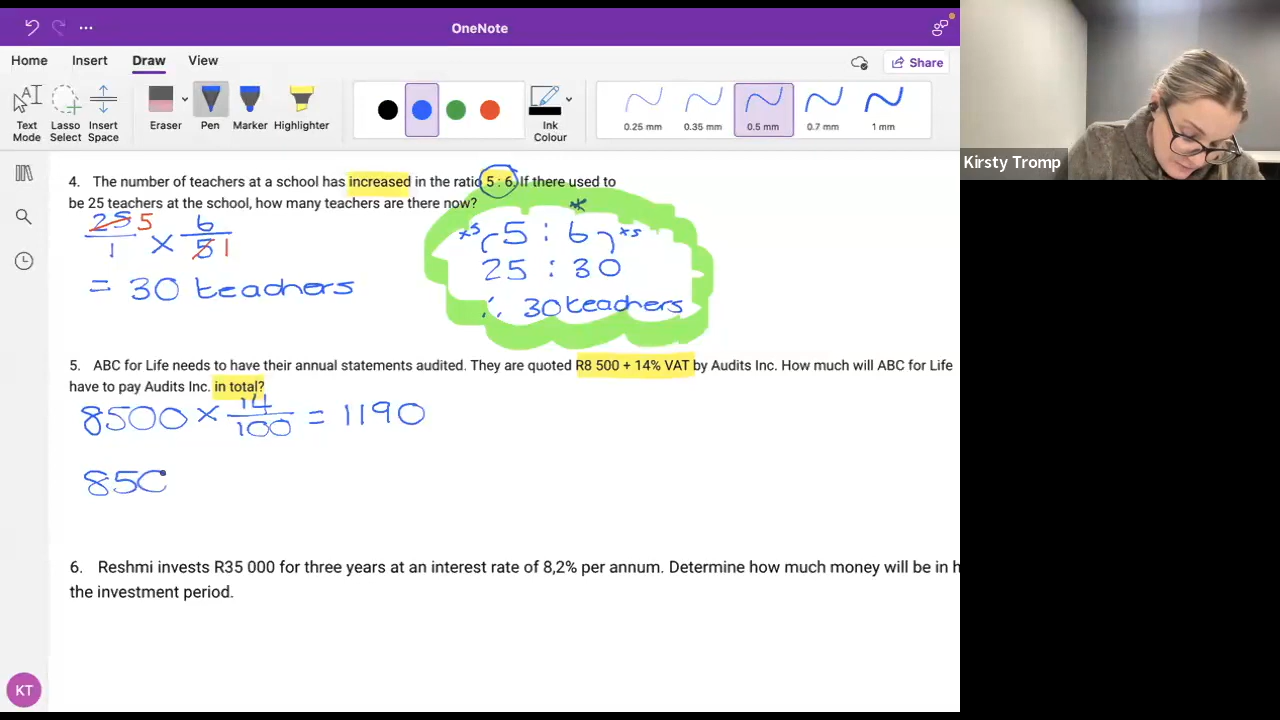 OneNote
Home Insert Draw View
Share
Text Mode
Lasso Select
Insert Space
Eraser
Pen
Marker
Highlighter
Ink Colour
0.25 mm 0.35 mm 0.5 mm 0.7 mm 1 mm
Kirsty Tromp
4. The number of teachers at a school has increased in the ratio 5 : 6. If there used to
be 25 teachers at the school, how many teachers are there now?
25 5 / 1 × 6 / 5 1
= 30 teachers
*
×5 5 : 6 ×5
25 : 30
∴ 30 teachers
5. ABC for Life needs to have their annual statements audited. They are quoted R8 500 + 14% VAT by Audits Inc. How much will ABC for Life
have to pay Audits Inc. in total?
8500 × 14/100 = 1190
850
6. Reshmi invests R35 000 for three years at an interest rate of 8,2% per annum. Determine how much money will be in h
the investment period.
KT